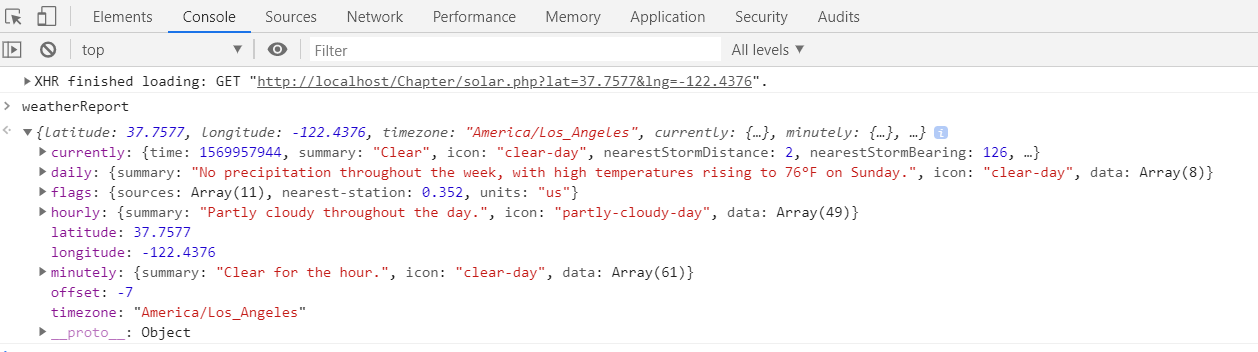 Elements Console Sources Network Performance Memory Application Security Audits
top Filter All levels
XHR finished loading: GET "http://localhost/Chapter/solar.php?lat=37.7577&lng=-122.4376".
weatherReport
{latitude: 37.7577, longitude: -122.4376, timezone: "America/Los_Angeles", currently: {…}, minutely: {…}, …} i
currently: {time: 1569957944, summary: "Clear", icon: "clear-day", nearestStormDistance: 2, nearestStormBearing: 126, …}
daily: {summary: "No precipitation throughout the week, with high temperatures rising to 76°F on Sunday.", icon: "clear-day", data: Array(8)}
flags: {sources: Array(11), nearest-station: 0.352, units: "us"}
hourly: {summary: "Partly cloudy throughout the day.", icon: "partly-cloudy-day", data: Array(49)}
latitude: 37.7577
longitude: -122.4376
minutely: {summary: "Clear for the hour.", icon: "clear-day", data: Array(61)}
offset: -7
timezone: "America/Los_Angeles"
__proto__: Object